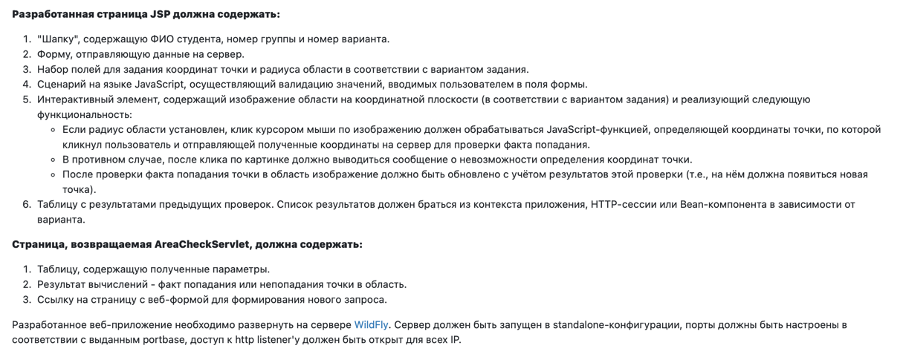 Разработанная страница JSP должна содержать:
1. "Шапку", содержащую ФИО студента, номер группы и номер варианта.
2. Форму, отправляющую данные на сервер.
3. Набор полей для задания координат точки и радиуса области в соответствии с вариантом задания.
4. Сценарий на языке JavaScript, осуществляющий валидацию значений, вводимых пользователем в поля формы.
5. Интерактивный элемент, содержащий изображение области на координатной плоскости (в соответствии с вариантом задания) и реализующий следующую
функциональность:
◦ Если радиус области установлен, клик курсором мыши по изображению должен обрабатываться JavaScript-функцией, определяющей координаты точки, по которой
кликнул пользователь и отправляющей полученные координаты на сервер для проверки факта попадания.
◦ В противном случае, после клика по картинке должно выводиться сообщение о невозможности определения координат точки.
◦ После проверки факта попадания точки в область изображение должно быть обновлено с учётом результатов этой проверки (т.е., на нём должна появиться новая
точка).
6. Таблицу с результатами предыдущих проверок. Список результатов должен браться из контекста приложения, HTTP-сессии или Bean-компонента в зависимости от
варианта.
Страница, возвращаемая AreaCheckServlet, должна содержать:
1. Таблицу, содержащую полученные параметры.
2. Результат вычислений - факт попадания или непопадания точки в область.
3. Ссылку на страницу с веб-формой для формирования нового запроса.
Разработанное веб-приложение необходимо развернуть на сервере WildFly. Сервер должен быть запущен в standalone-конфигурации, порты должны быть настроены в
соответствии с выданным portbase, доступ к http listener'у должен быть открыт для всех IP.